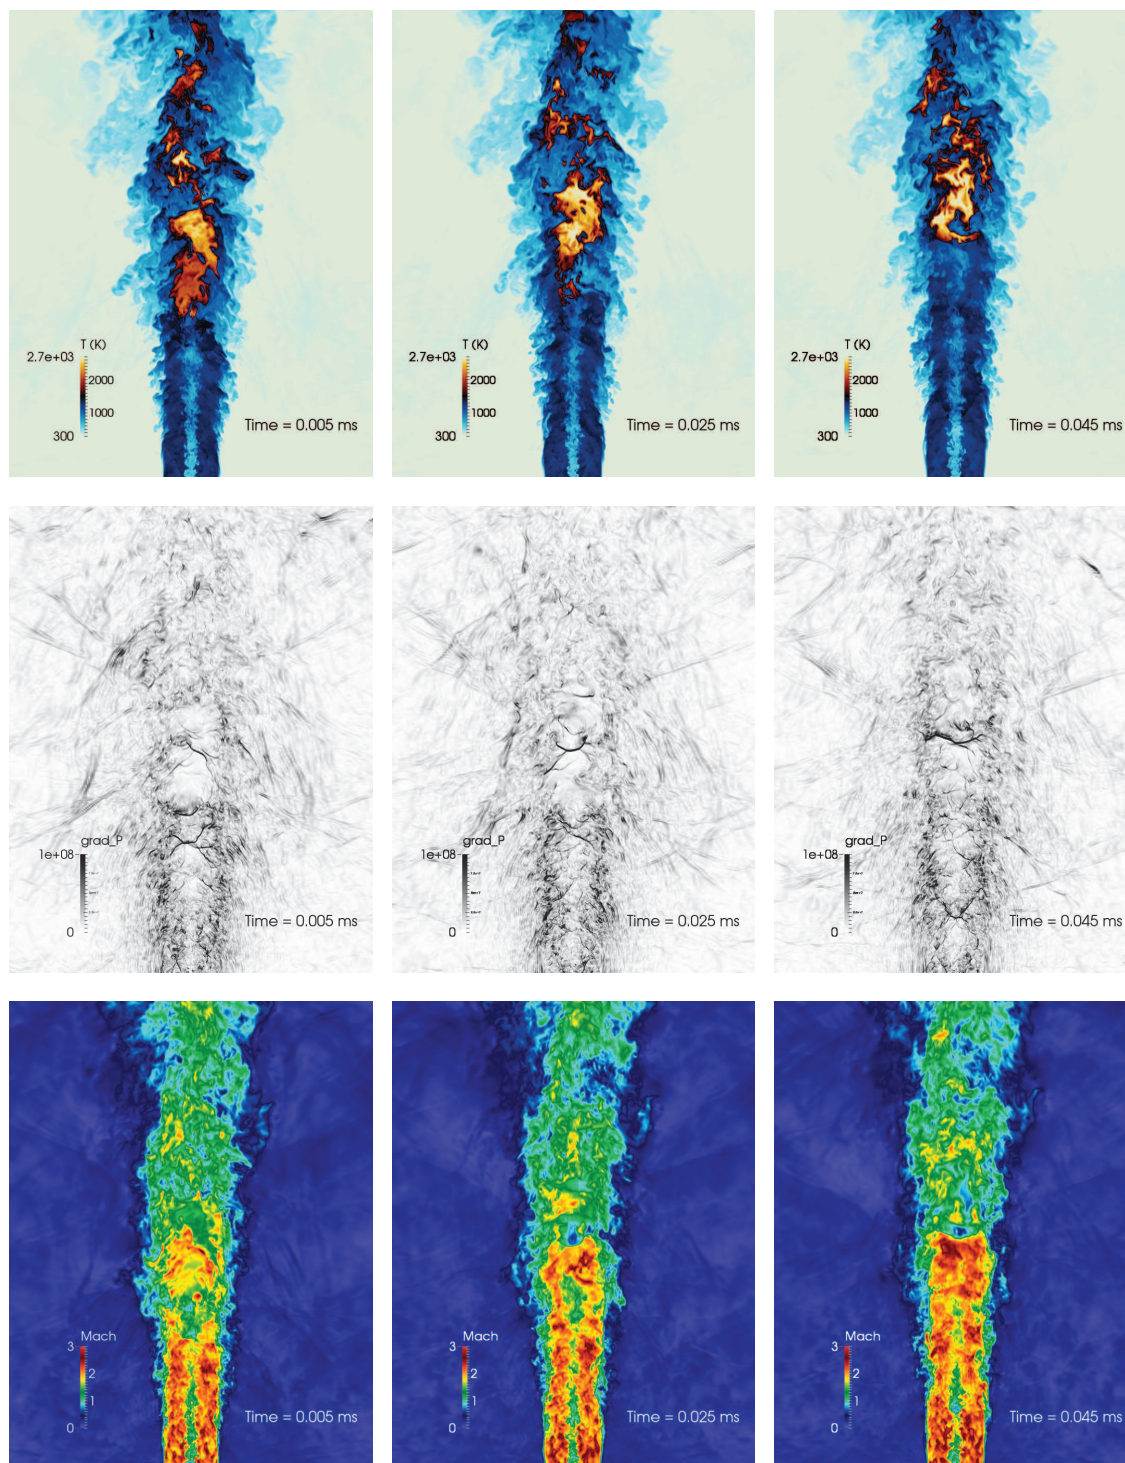 T (K)
2.7e+03
2000
1000
300
Time = 0.005 ms
T (K)
2.7e+03
2000
1000
300
Time = 0.025 ms
T (K)
2.7e+03
2000
1000
300
Time = 0.045 ms
grad_P
1e+08
0
Time = 0.005 ms
grad_P
1e+08
0
Time = 0.025 ms
grad_P
1e+08
0
Time = 0.045 ms
Mach
3
2
1
0
Time = 0.005 ms
Mach
3
2
1
0
Time = 0.025 ms
Mach
3
2
1
0
Time = 0.045 ms